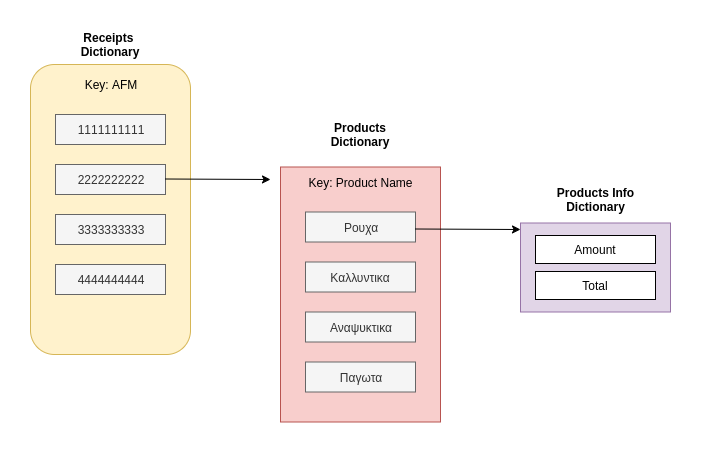 Receipts
Dictionary
Key: AFM
1111111111
2222222222
3333333333
4444444444
Products
Dictionary
Key: Product Name
Ρουχα
Καλλυντικα
Αναψυκτικα
Παγωτα
Products Info
Dictionary
Amount
Total